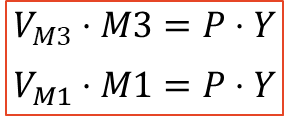 V_{M3} · M3 = P · Y
V_{M1} · M1 = P · Y